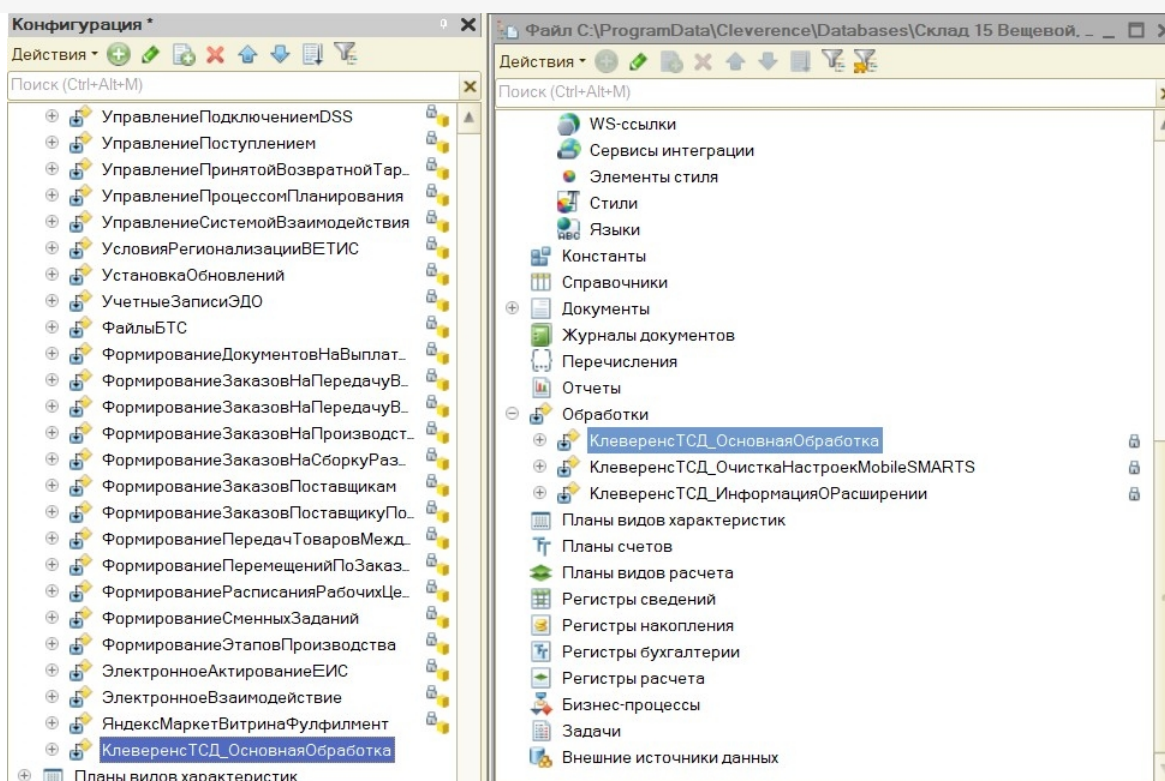 Конфигурация *
Действия
Поиск (Ctrl+Alt+M)
УправлениеПодключениемDSS
УправлениеПоступлением
УправлениеПринятойВозвратнойТар...
УправлениеПроцессомПланирования
УправлениеСистемойВзаимодействия
УсловияРегионализацииВЕТИС
УстановкаОбновлений
УчетныеЗаписиЭДО
ФайлыБТС
ФормированиеДокументовНаВыплат...
ФормированиеЗаказовНаПередачуВ...
ФормированиеЗаказовНаПередачуВ...
ФормированиеЗаказовНаПроизводст...
ФормированиеЗаказовНаСборкуРаз...
ФормированиеЗаказовПоставщикам
ФормированиеЗаказовПоставщикуПо...
ФормированиеПередачТоваровМежд...
ФормированиеПеремещенийПоЗаказ...
ФормированиеРасписанияРабочихЦе...
ФормированиеСменныхЗаданий
ФормированиеЭтаповПроизводства
ЭлектронноеАктированиеЕИС
ЭлектронноеВзаимодействие
ЯндексМаркетВитринаФулфилмент
КлеверенсТСД_ОсновнаяОбработка
Планы видов характеристик
Файл C:\ProgramData\Cleverence\Databases\Склад 15 Вещевой, ...
Действия
Поиск (Ctrl+Alt+M)
WS-ссылки
Сервисы интеграции
Элементы стиля
Стили
Языки
Константы
Справочники
Документы
Журналы документов
Перечисления
Отчеты
Обработки
КлеверенсТСД_ОсновнаяОбработка
КлеверенсТСД_ОчисткаНастроекMobileSMARTS
КлеверенсТСД_ИнформацияОРасширении
Планы видов характеристик
Планы счетов
Планы видов расчета
Регистры сведений
Регистры накопления
Регистры бухгалтерии
Регистры расчета
Бизнес-процессы
Задачи
Внешние источники данных